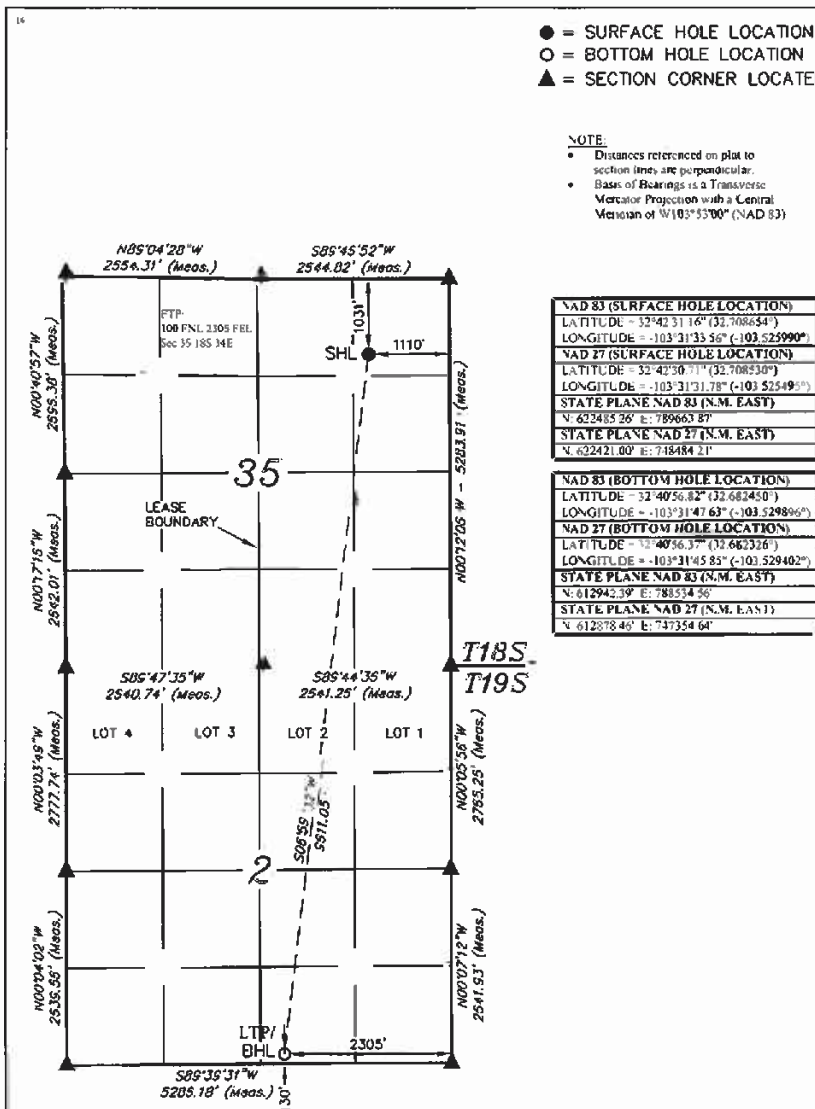 16
● = SURFACE HOLE LOCATION
○ = BOTTOM HOLE LOCATION
▲ = SECTION CORNER LOCATE
NOTE:
• Distances referenced on plat to
section lines are perpendicular.
• Basis of Bearings is a Transverse
Mercator Projection with a Central
Meridian of W103°53'00" (NAD 83)
N89°04'28"W
2554.31' (Meas.)
S89°45'52"W
2544.82' (Meas.)
FTP-
100 FNL 2305 FEL
Sec 35 18S 34E
1031'
SHL
1110'
N00°40'57"W
2595.38' (Meas.)
N00°12'05"W - 5283.91' (Meas.)
35
LEASE
BOUNDARY
N00°17'15"W
2642.01' (Meas.)
NAD 83 (SURFACE HOLE LOCATION)
LATITUDE = 32°42'31.16" (32.708654°)
LONGITUDE = -103°31'33.56" (-103.525990°)
NAD 27 (SURFACE HOLE LOCATION)
LATITUDE = 32°42'30.71" (32.708530°)
LONGITUDE = -103°31'31.78" (-103.525495°)
STATE PLANE NAD 83 (N.M. EAST)
N: 622485.26' E: 789663.87'
STATE PLANE NAD 27 (N.M. EAST)
N: 622421.00' E: 748484.21'
NAD 83 (BOTTOM HOLE LOCATION)
LATITUDE = 32°40'56.82" (32.682450°)
LONGITUDE = -103°31'47.63" (-103.529896°)
NAD 27 (BOTTOM HOLE LOCATION)
LATITUDE = 32°40'56.37" (32.682326°)
LONGITUDE = -103°31'45.85" (-103.529402°)
STATE PLANE NAD 83 (N.M. EAST)
N: 612942.39' E: 788534.56'
STATE PLANE NAD 27 (N.M. EAST)
N: 612878.46' E: 747354.64'
T18S
T19S
S89°47'35"W
2540.74' (Meas.)
S89°44'36"W
2541.25' (Meas.)
LOT 4
LOT 3
LOT 2
LOT 1
N00°03'49"W
2777.74' (Meas.)
N00°05'56"W
2765.25' (Meas.)
S06°59' W
9611.05'
2
N00°04'02"W
2539.55' (Meas.)
N00°07'12"W
2541.93' (Meas.)
LTP/
BHL
2305'
S89°39'31"W
5285.18' (Meas.)
30'